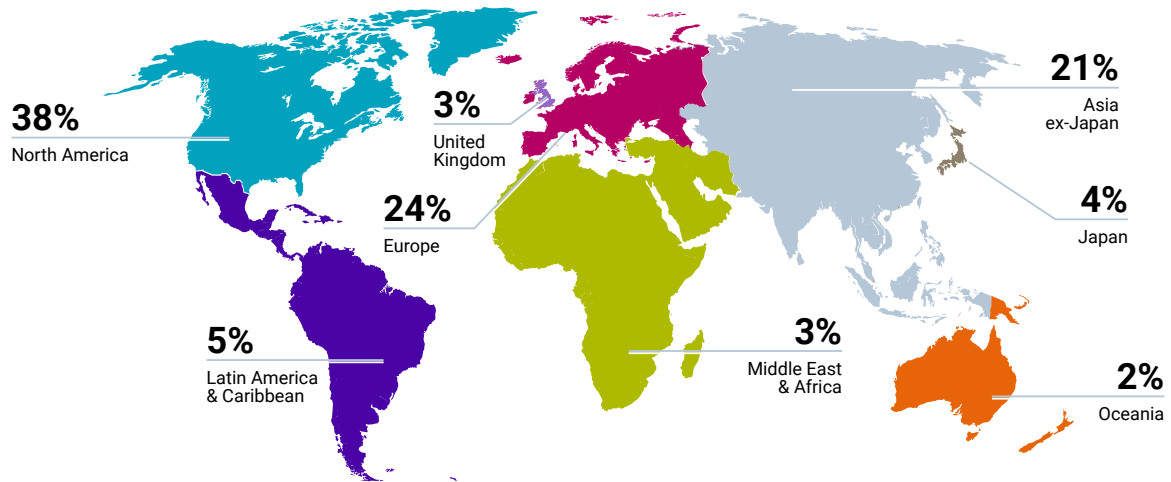 38%
North America
3%
United
Kingdom
24%
Europe
5%
Latin America
& Caribbean
21%
Asia
ex-Japan
4%
Japan
3%
Middle East
& Africa
2%
Oceania